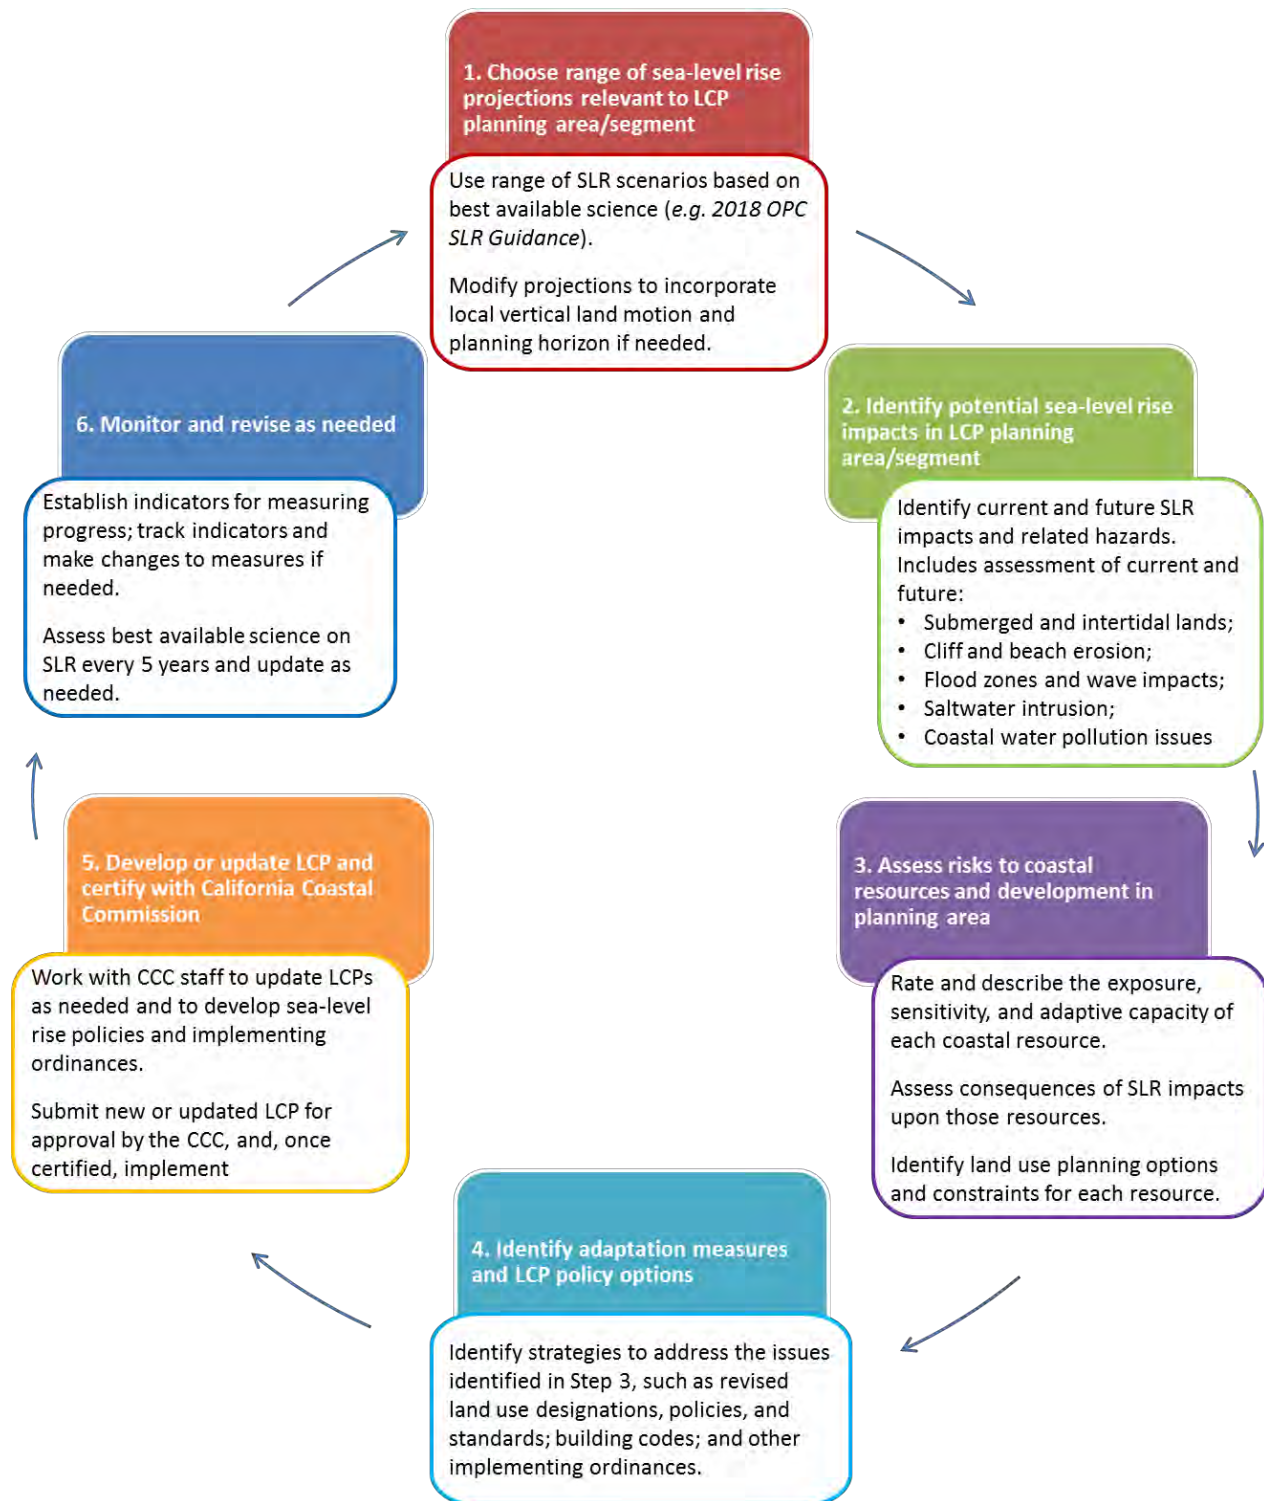 1. Choose range of sea-level rise
projections relevant to LCP
planning area/segment
Use range of SLR scenarios based on
best available science (e.g. 2018 OPC
SLR Guidance).
Modify projections to incorporate
local vertical land motion and
planning horizon if needed.
2. Identify potential sea-level rise
impacts in LCP planning
area/segment
Identify current and future SLR
impacts and related hazards.
Includes assessment of current and
future:
• Submerged and intertidal lands;
• Cliff and beach erosion;
• Flood zones and wave impacts;
• Saltwater intrusion;
• Coastal water pollution issues
3. Assess risks to coastal
resources and development in
planning area
Rate and describe the exposure,
sensitivity, and adaptive capacity of
each coastal resource.
Assess consequences of SLR impacts
upon those resources.
Identify land use planning options
and constraints for each resource.
4. Identify adaptation measures
and LCP policy options
Identify strategies to address the issues
identified in Step 3, such as revised
land use designations, policies, and
standards; building codes; and other
implementing ordinances.
5. Develop or update LCP and
certify with California Coastal
Commission
Work with CCC staff to update LCPs
as needed and to develop sea-level
rise policies and implementing
ordinances.
Submit new or updated LCP for
approval by the CCC, and, once
certified, implement
6. Monitor and revise as needed
Establish indicators for measuring
progress; track indicators and
make changes to measures if
needed.
Assess best available science on
SLR every 5 years and update as
needed.